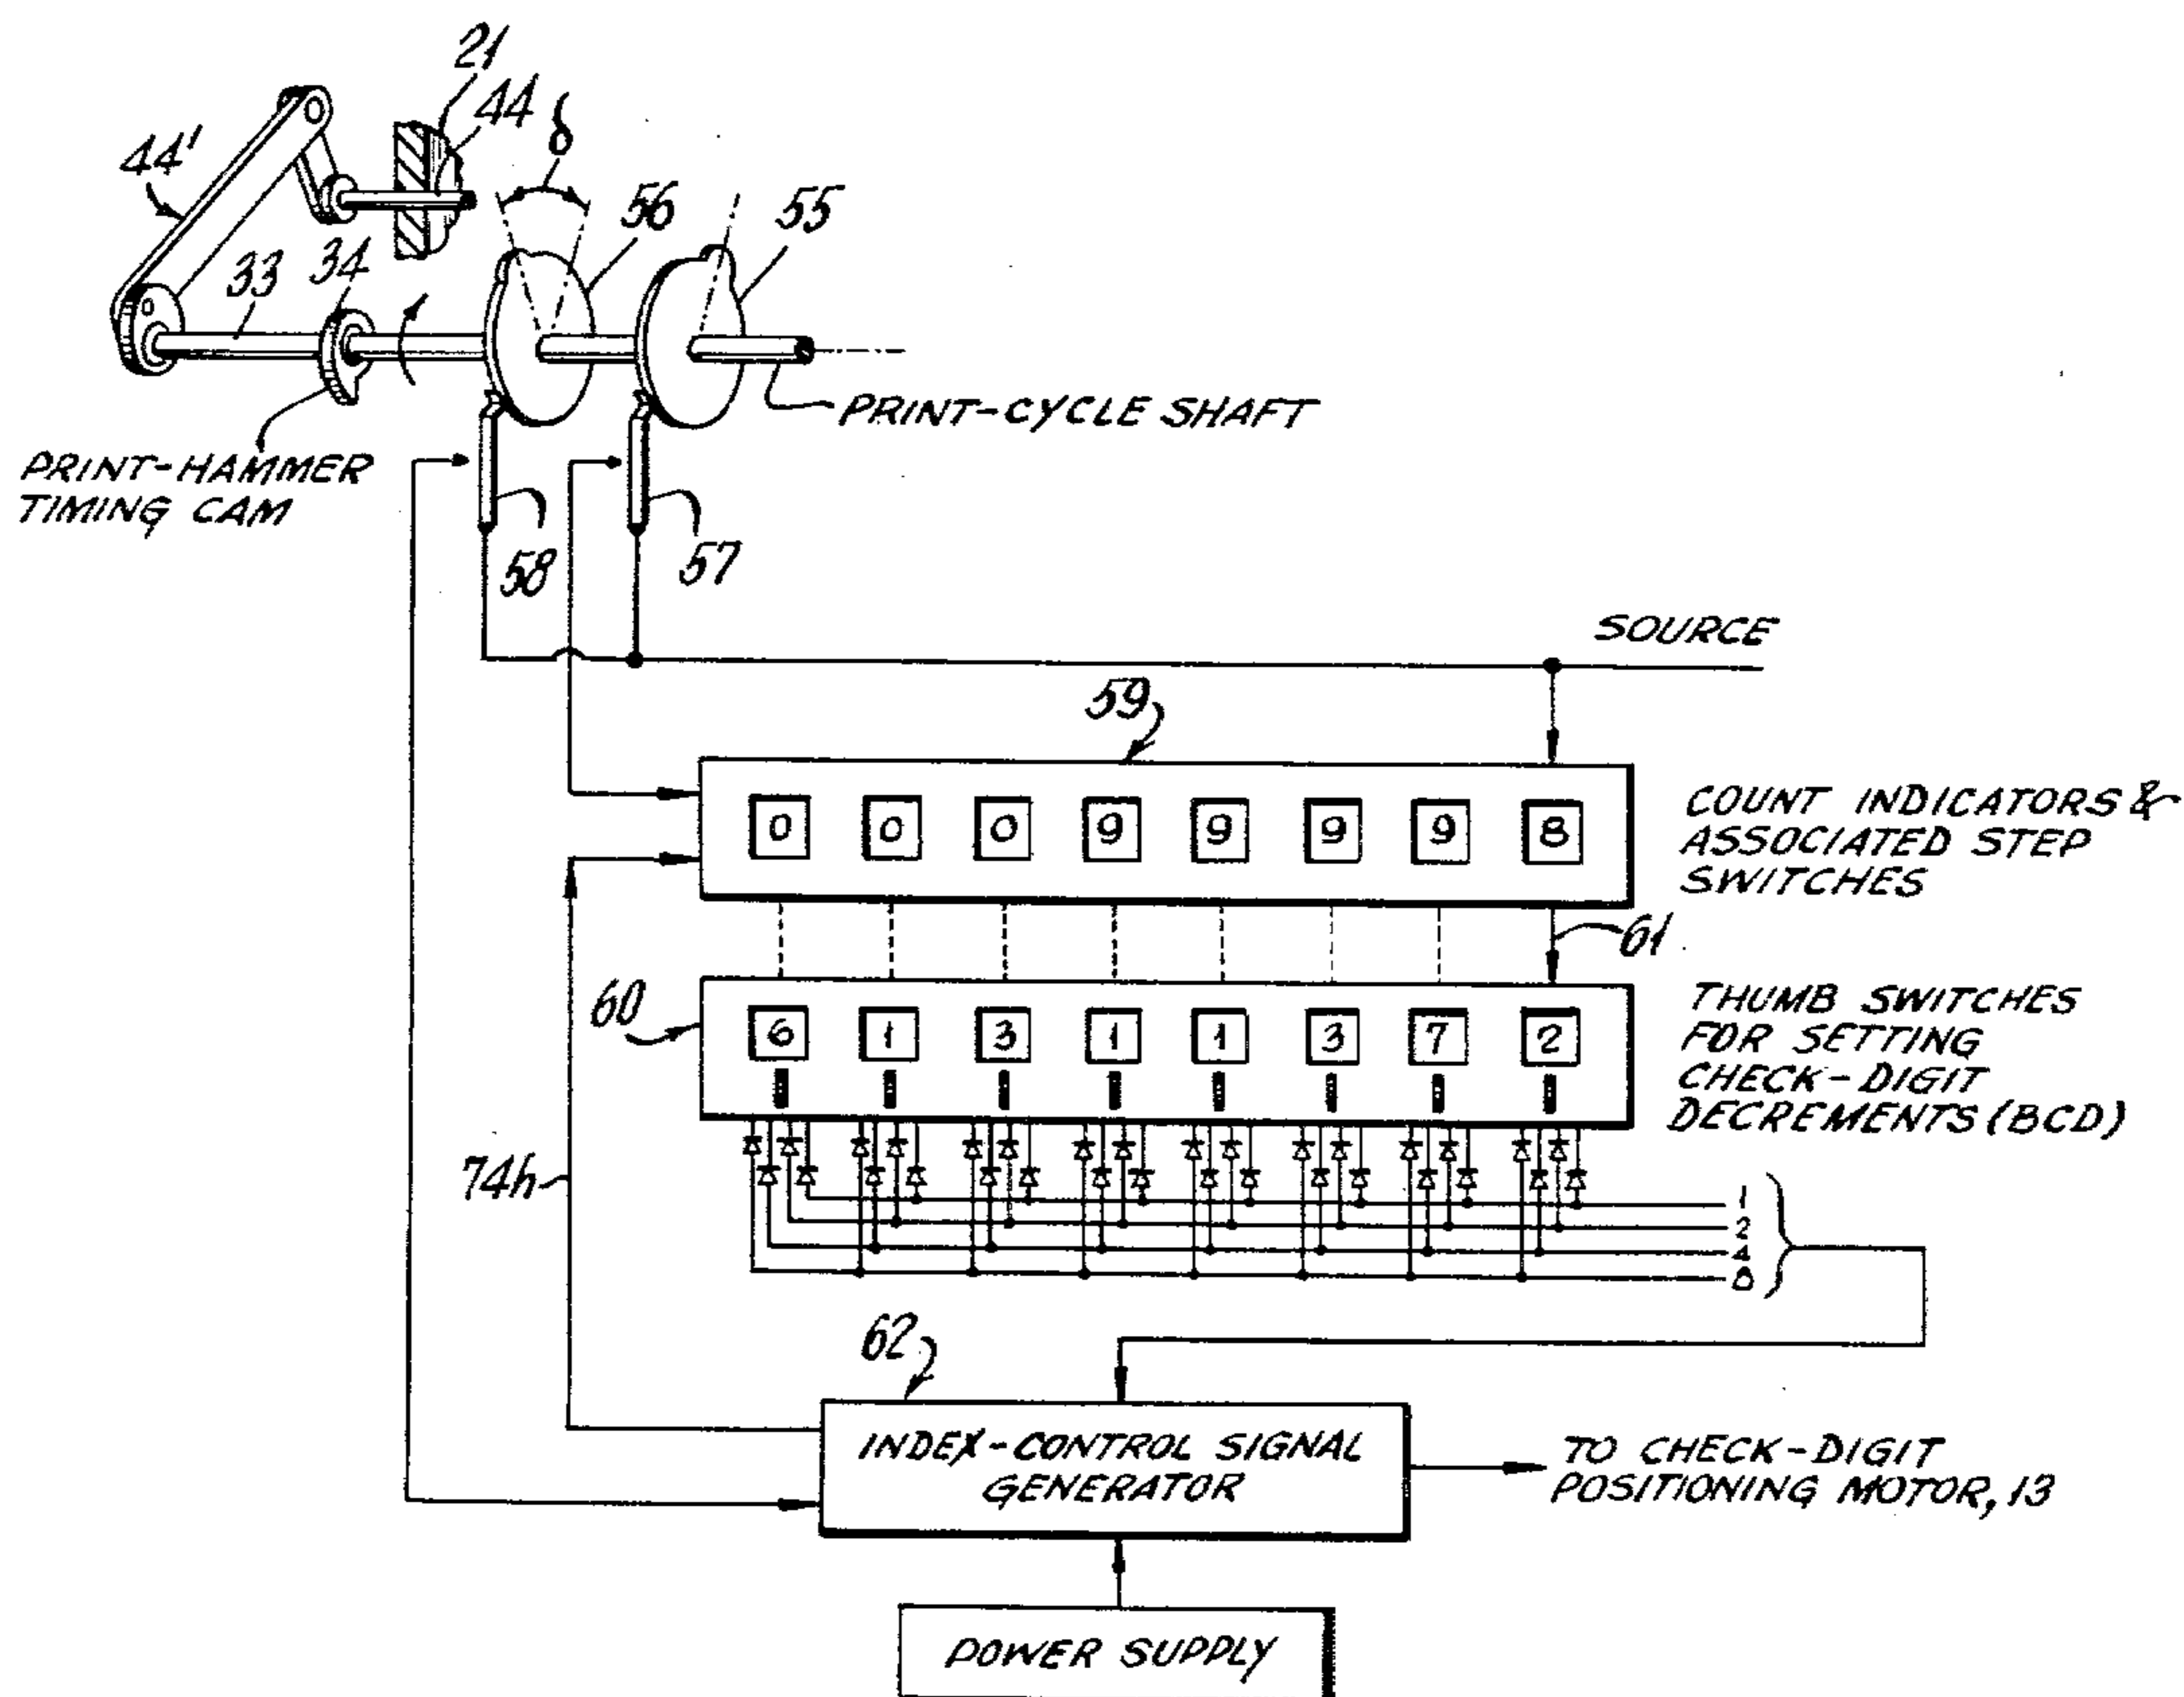 21
44
δ
44'
56
55
33
34
PRINT-CYCLE SHAFT
PRINT-HAMMER
TIMING CAM
58
57
SOURCE
59
0 0 0 9 9 9 9 8
COUNT INDICATORS &
ASSOCIATED STEP
SWITCHES
61
60
6 1 3 1 1 3 7 2
THUMB SWITCHES
FOR SETTING
CHECK-DIGIT
DECREMENTS (BCD)
74h
1
2
4
8
62
INDEX-CONTROL SIGNAL
GENERATOR
TO CHECK-DIGIT
POSITIONING MOTOR, 13
POWER SUPPLY